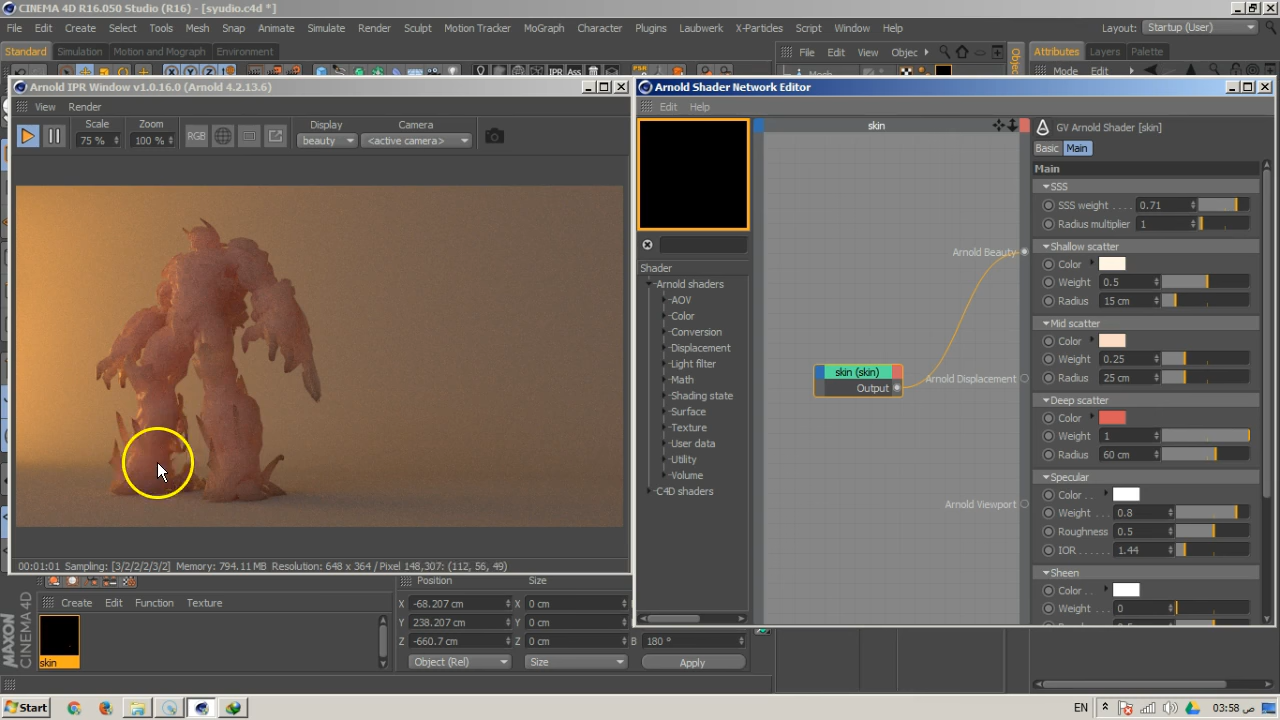 CINEMA 4D R16.050 Studio (R16) - [syudio.c4d *]
File Edit Create Select Tools Mesh Snap Animate Simulate Render Sculpt Motion Tracker MoGraph Character Plugins Laubwerk X-Particles Script Window Help Layout: Startup (User)
Standard Simulation Motion and Mograph Environment
File Edit View Objec
Attributes Layers Palette
Mode Edit
IPR Ass
Arnold IPR Window v1.0.16.0 (Arnold 4.2.13.6)
View Render
Scale Zoom Display Camera
75 % 100 % RGB beauty <active camera>
00:01:01 Sampling: [3/2/2/2/3/2] Memory: 794.11 MB Resolution: 648 x 364 / Pixel 148,307: (112, 56, 49)
Arnold Shader Network Editor
Edit Help
Shader
Arnold shaders
AOV
Color
Conversion
Displacement
Light filter
Math
Shading state
Surface
Texture
User data
Utility
Volume
C4D shaders
skin
Arnold Beauty
skin (skin)
Output
Arnold Displacement
Arnold Viewport
GV Arnold Shader [skin]
Basic Main
Main
SSS
SSS weight . . . . 0.71
Radius multiplier 1
Shallow scatter
Color
Weight 0.5
Radius 15 cm
Mid scatter
Color
Weight 0.25
Radius 25 cm
Deep scatter
Color
Weight 1
Radius 60 cm
Specular
Color . .
Weight . . . 0.8
Roughness 0.5
IOR . . . . . . 1.44
Sheen
Color . .
Weight . . . 0
Create Edit Function Texture
skin
MAXON CINEMA 4D
Position Size
X -68.207 cm X 0 cm
Y 238.207 cm Y 0 cm
Z -660.7 cm Z 0 cm B 180 °
Object (Rel) Size Apply
Start EN 03:58 ص